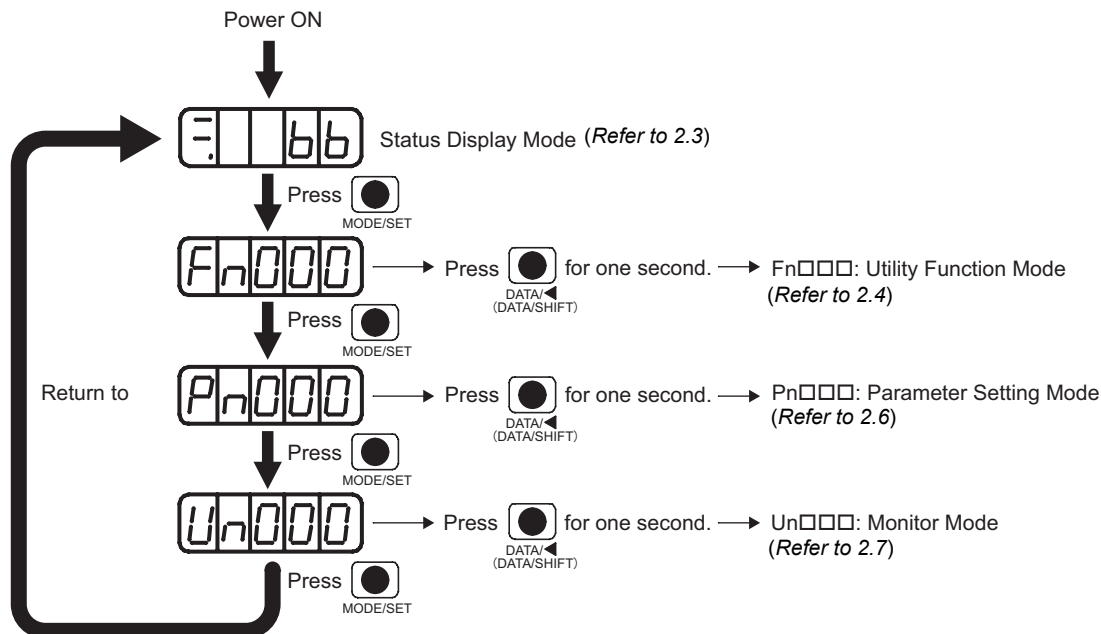 Power ON
bb Status Display Mode (Refer to 2.3)
Press
MODE/SET
Fn000 Press for one second. Fn□□□: Utility Function Mode
DATA/◀ (Refer to 2.4)
(DATA/SHIFT)
Press
MODE/SET
Return to Pn000 Press for one second. Pn□□□: Parameter Setting Mode
DATA/◀ (Refer to 2.6)
(DATA/SHIFT)
Press
MODE/SET
Un000 Press for one second. Un□□□: Monitor Mode
DATA/◀ (Refer to 2.7)
(DATA/SHIFT)
Press
MODE/SET